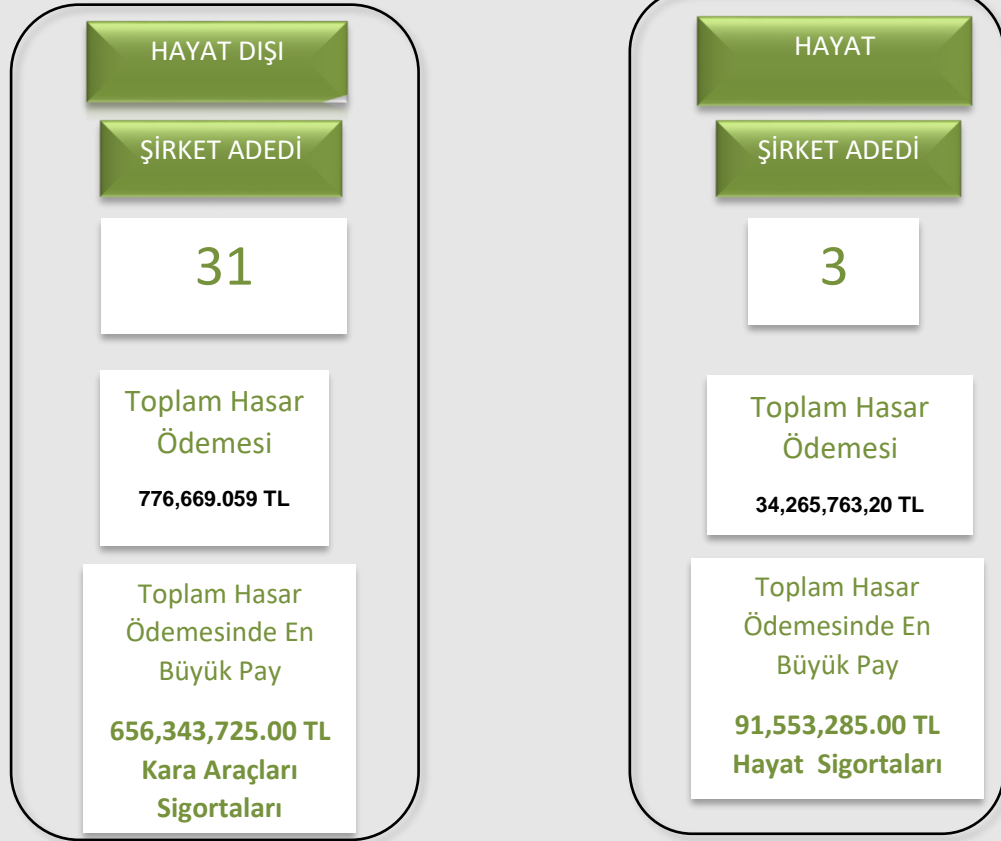 HAYAT DIŞI
ŞİRKET ADEDİ
31
Toplam Hasar
Ödemesi
776,669.059 TL
Toplam Hasar
Ödemesinde En
Büyük Pay
656,343,725.00 TL
Kara Araçları
Sigortaları
HAYAT
ŞİRKET ADEDİ
3
Toplam Hasar
Ödemesi
34,265,763,20 TL
Toplam Hasar
Ödemesinde En
Büyük Pay
91,553,285.00 TL
Hayat Sigortaları